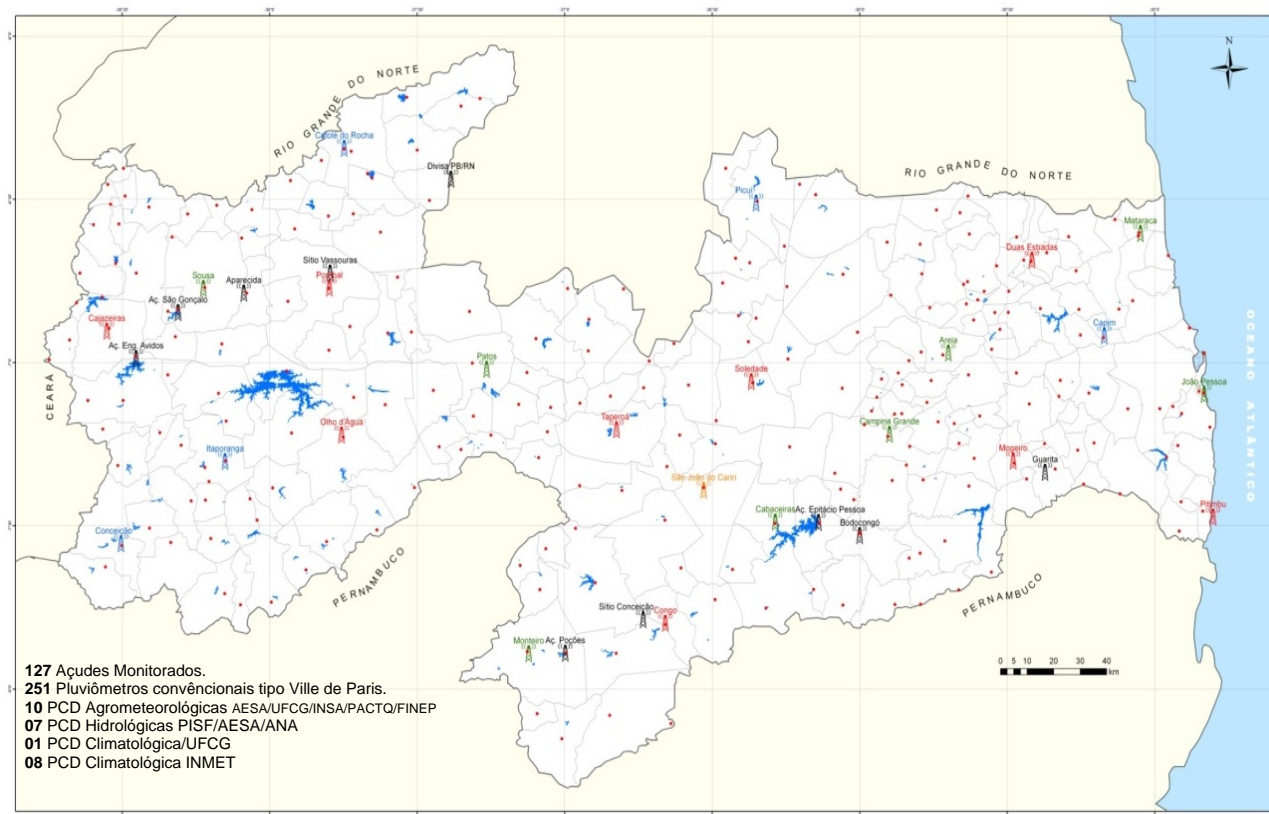 N
RIO GRANDE DO NORTE
Catolé do Rocha
Divisa PB/RN
RIO GRANDE DO NORTE
Picuí
Mataraca
Duas Estradas
Sítio Vassouras
Pombal
Sousa
Aparecida
Aç. São Gonçalo
Cajazeiras
Aç. Eng. Avidos
CEARÁ
Capim
Areia
Patos
Soledade
João Pessoa
OCEANO ATLÂNTICO
Olho d'Água
Taperoá
Campina Grande
Itaporanga
Mogeiro
Guarita
São João do Cariri
Cabaceiras
Aç. Epitácio Pessoa
Bodocongó
Pitimbu
Conceição
PERNAMBUCO
PERNAMBUCO
Sítio Conceição
Congo
Monteiro
Aç. Poções
0 5 10 20 30 40
km
127 Açudes Monitorados.
251 Pluviômetros convêncionais tipo Ville de Paris.
10 PCD Agrometeorológicas AESA/UFCG/INSA/PACTQ/FINEP
07 PCD Hidrológicas PISF/AESA/ANA
01 PCD Climatológica/UFCG
08 PCD Climatológica INMET